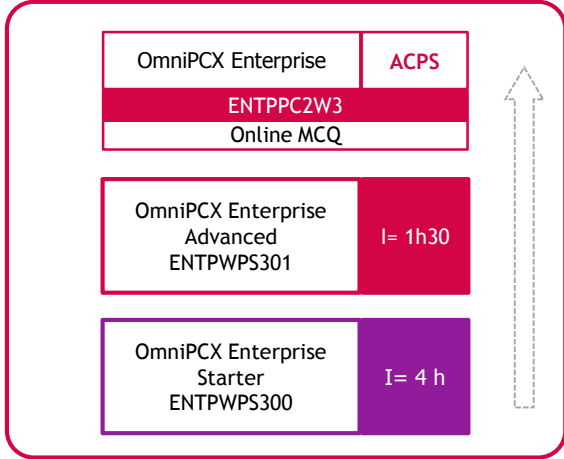 OmniPCX Enterprise ACPS
ENTPPC2W3
Online MCQ
OmniPCX Enterprise
Advanced
ENTPWPS301
I= 1h30
OmniPCX Enterprise
Starter
ENTPWPS300
I= 4 h